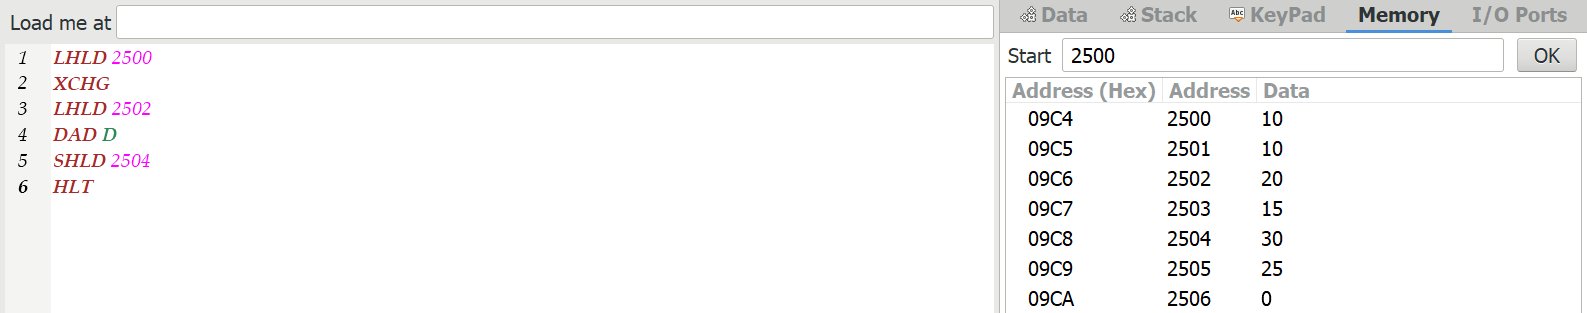 Load me at
1 LHLD 2500
2 XCHG
3 LHLD 2502
4 DAD D
5 SHLD 2504
6 HLT
Data Stack Abc KeyPad Memory I/O Ports
Start 2500 OK
Address (Hex) Address Data
09C4 2500 10
09C5 2501 10
09C6 2502 20
09C7 2503 15
09C8 2504 30
09C9 2505 25
09CA 2506 0